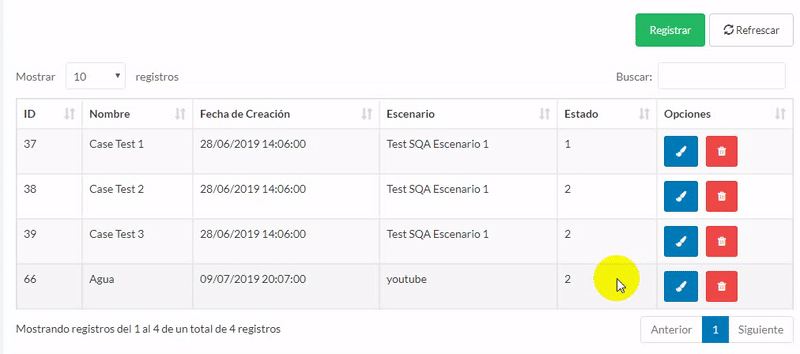 Registrar Refrescar
Mostrar 10 registros Buscar:
ID Nombre Fecha de Creación Escenario Estado Opciones
37 Case Test 1 28/06/2019 14:06:00 Test SQA Escenario 1 1
38 Case Test 2 28/06/2019 14:06:00 Test SQA Escenario 1 2
39 Case Test 3 28/06/2019 14:06:00 Test SQA Escenario 1 2
66 Agua 09/07/2019 20:07:00 youtube 2
Mostrando registros del 1 al 4 de un total de 4 registros Anterior 1 Siguiente